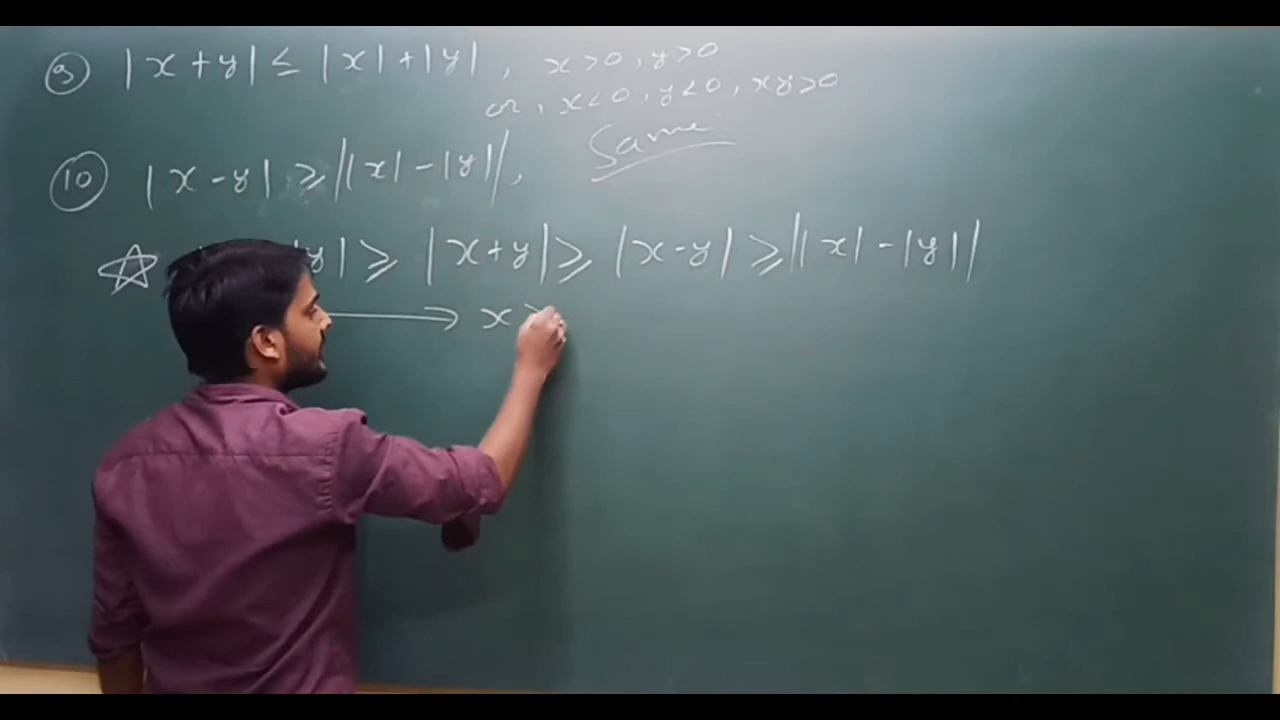 9 |x+y| ≤ |x|+|y|, x>0, y>0
or, x<0, y<0, xy>0
10 |x-y| ≥ ||x|-|y||, Same
y| ≥ |x+y| ≥ |x-y| ≥ ||x|-|y||
→ x >